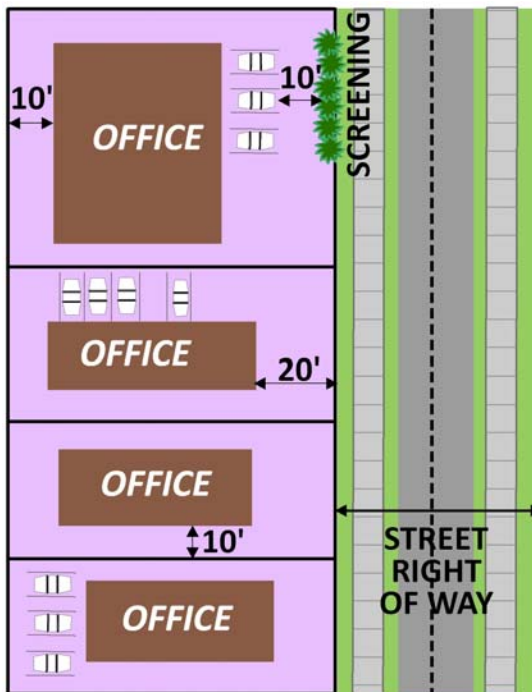 10'
OFFICE
10'
SCREENING
OFFICE
20'
OFFICE
10'
STREET
RIGHT
OF WAY
OFFICE